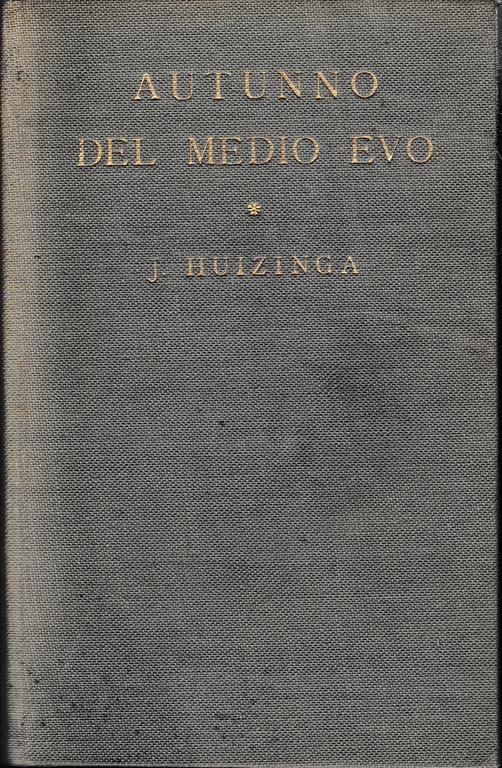 AUTUNNO
DEL MEDIO EVO
*
J. HUIZINGA